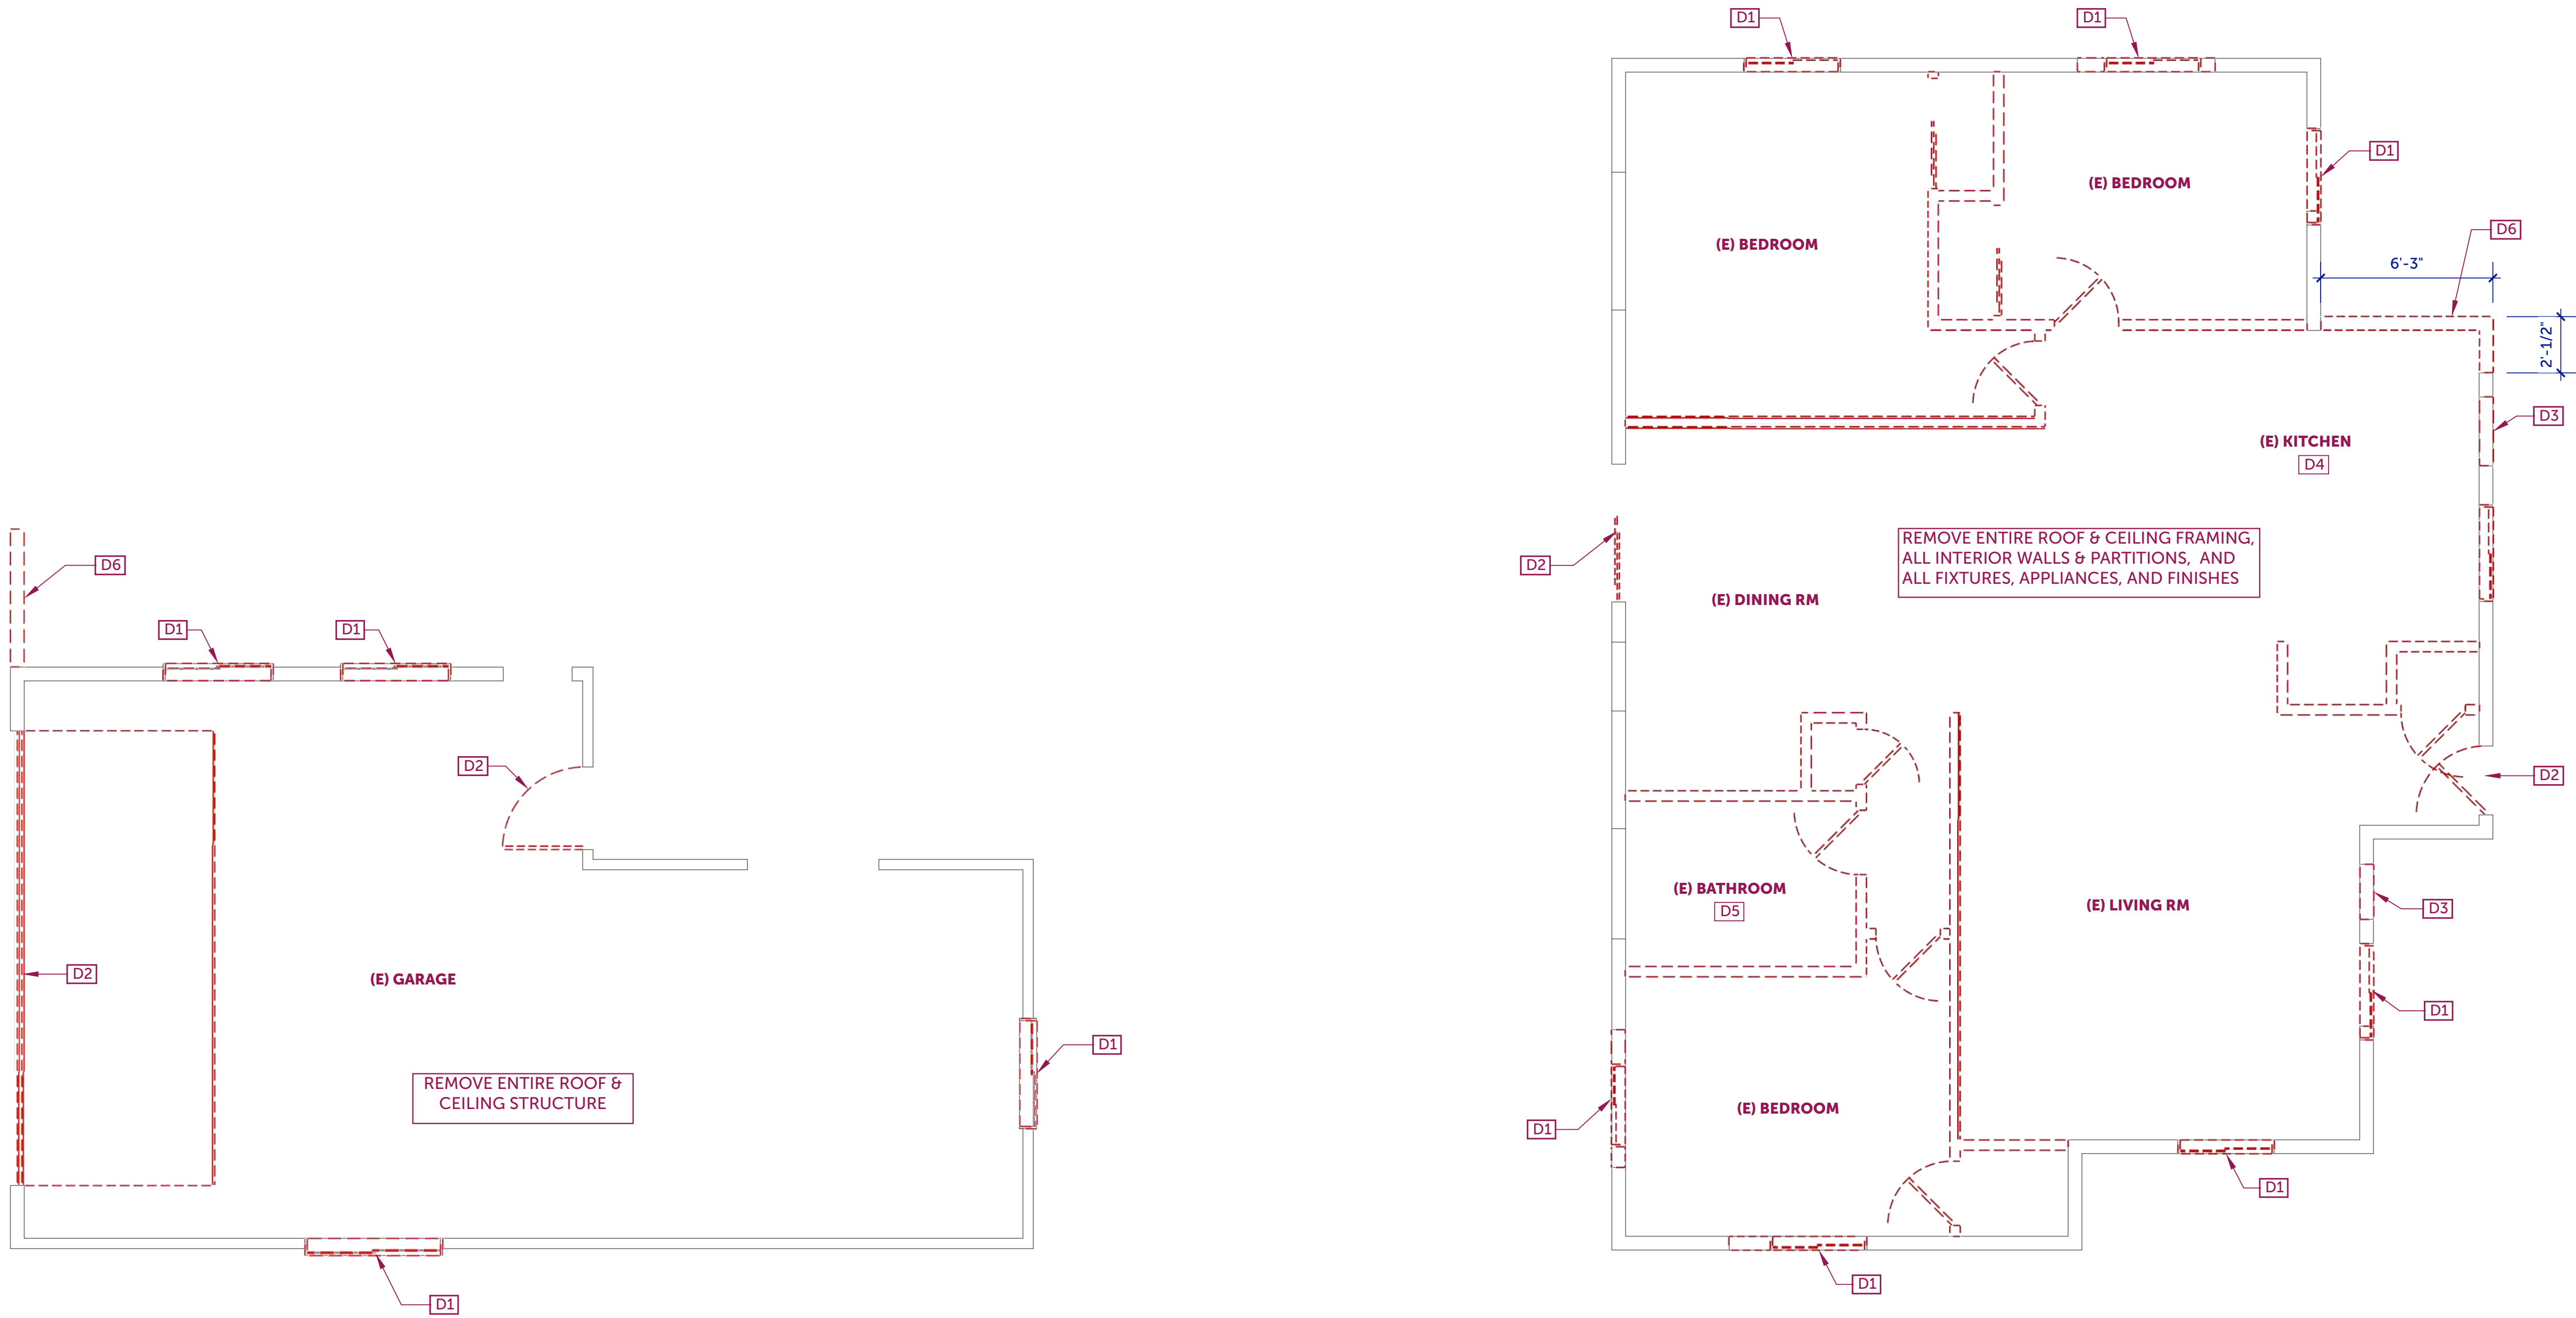 D1
D1
D1
(E) BEDROOM
D6
(E) BEDROOM
6'-3"
2'-1/2"
D3
(E) KITCHEN
D4
REMOVE ENTIRE ROOF & CEILING FRAMING,
ALL INTERIOR WALLS & PARTITIONS, AND
ALL FIXTURES, APPLIANCES, AND FINISHES
D2
D6
(E) DINING RM
D1
D1
D2
D2
(E) BATHROOM
D5
(E) LIVING RM
D3
D2
(E) GARAGE
D1
D1
REMOVE ENTIRE ROOF &
CEILING STRUCTURE
(E) BEDROOM
D1
D1
D1
D1